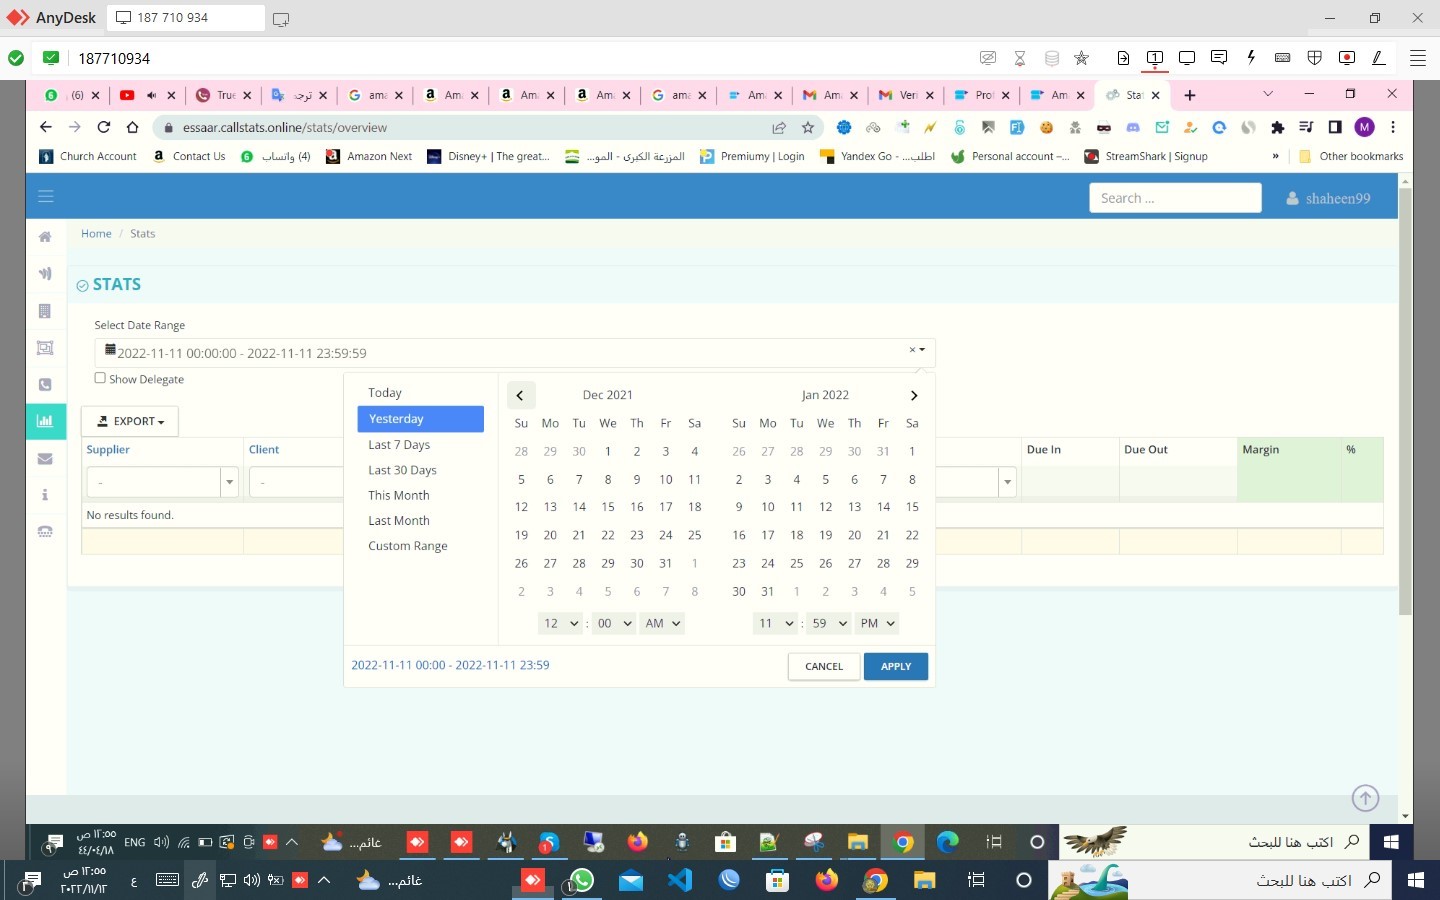 AnyDesk
187 710 934
187710934
(6)
True
ترجـ
ama
Am
Am
Am
ama
Am
Am
Veri
Prof
Am
Stat
essaar.callstats.online/stats/overview
Church Account
Contact Us
(4) واتساب
Amazon Next
Disney+ | The great...
المزرعة الكبرى - المو...
Premiumy | Login
Yandex Go - ...اطلب
Personal account –...
StreamShark | Signup
»
Other bookmarks
Search ...
shaheen99
Home / Stats
STATS
Select Date Range
2022-11-11 00:00:00 - 2022-11-11 23:59:59
Show Delegate
EXPORT
Supplier
Client
Due In
Due Out
Margin
%
-
-
No results found.
Today
Yesterday
Last 7 Days
Last 30 Days
This Month
Last Month
Custom Range
Dec 2021
Su Mo Tu We Th Fr Sa
28 29 30 1 2 3 4
5 6 7 8 9 10 11
12 13 14 15 16 17 18
19 20 21 22 23 24 25
26 27 28 29 30 31 1
2 3 4 5 6 7 8
12 : 00 AM
Jan 2022
Su Mo Tu We Th Fr Sa
26 27 28 29 30 31 1
2 3 4 5 6 7 8
9 10 11 12 13 14 15
16 17 18 19 20 21 22
23 24 25 26 27 28 29
30 31 1 2 3 4 5
11 : 59 PM
2022-11-11 00:00 - 2022-11-11 23:59
CANCEL
APPLY
١٢:٥٥ ص
٤٤/٠٤/١٨
ENG
غائم...
اكتب هنا للبحث
١٢:٥٥ ص
٢٠٢٢/١١/١٢
ع
غائم...
اكتب هنا للبحث